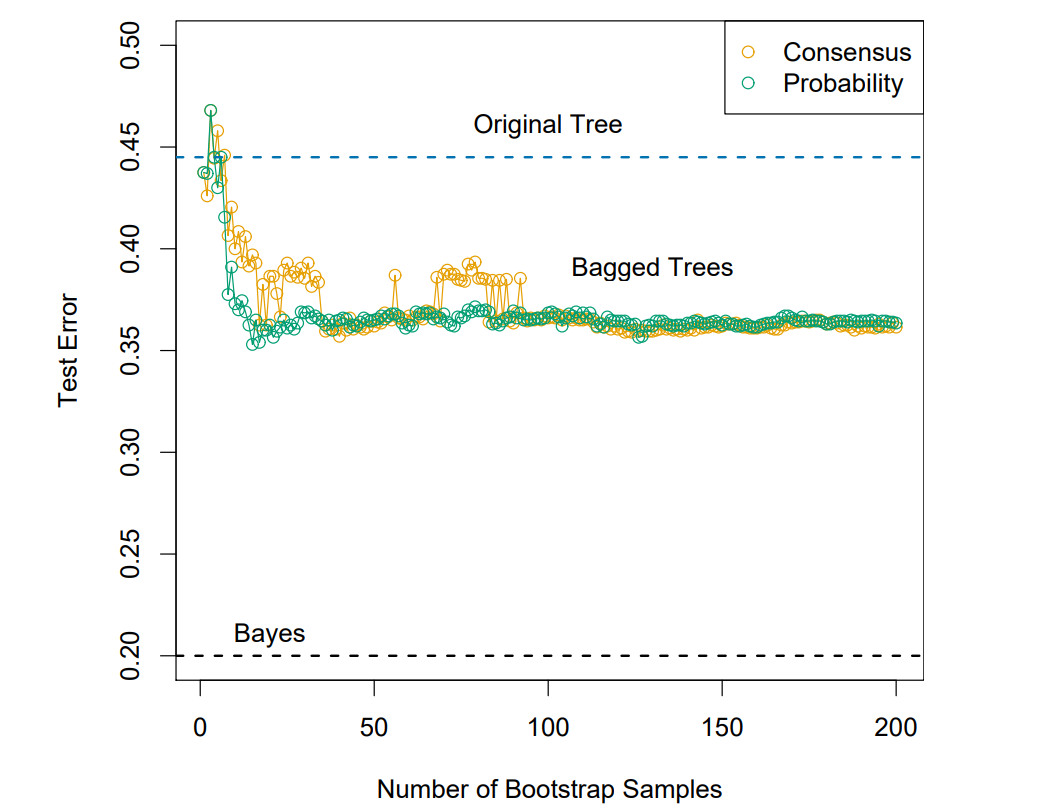 Consensus
Probability
Original Tree
Bagged Trees
Bayes
Test Error
0.50
0.45
0.40
0.35
0.30
0.25
0.20
0 50 100 150 200
Number of Bootstrap Samples